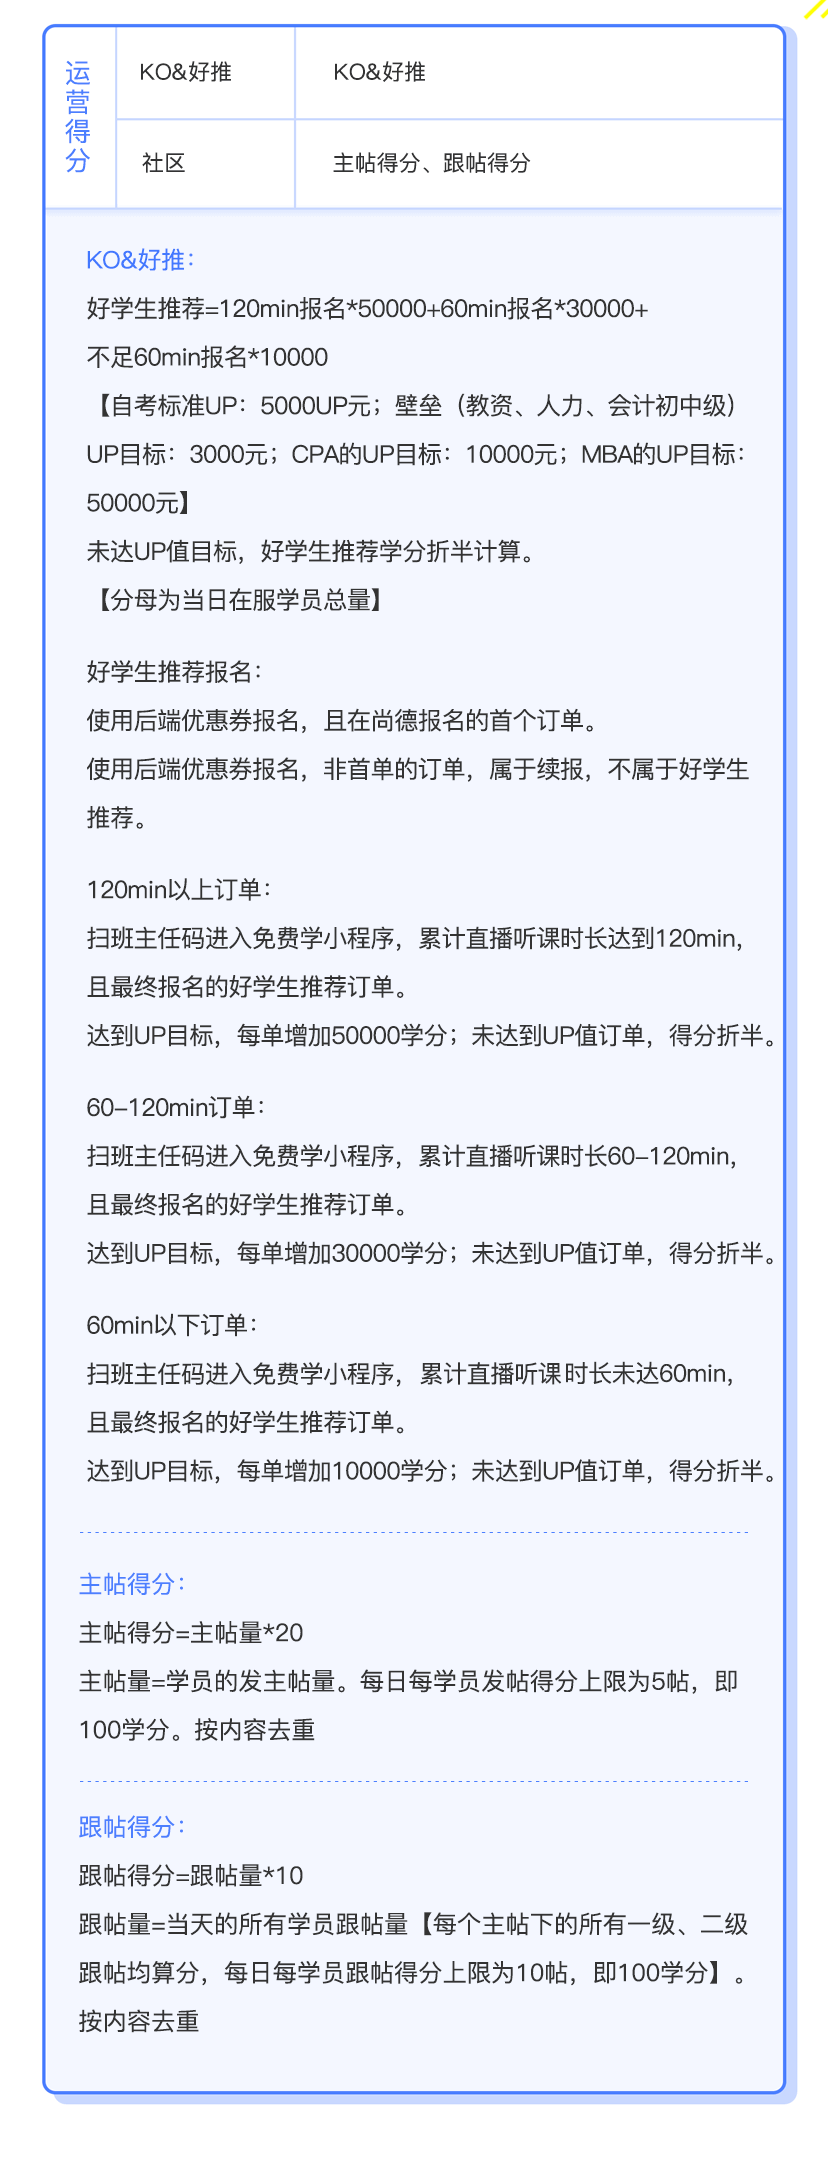 运营得分
KO&好推
KO&好推
社区
主帖得分、跟帖得分
KO&好推：
好学生推荐=120min报名*50000+60min报名*30000+
不足60min报名*10000
【自考标准UP：5000UP元；壁垒（教资、人力、会计初中级）
UP目标：3000元；CPA的UP目标：10000元；MBA的UP目标：
50000元】
未达UP值目标，好学生推荐学分折半计算。
【分母为当日在服学员总量】
好学生推荐报名：
使用后端优惠券报名，且在尚德报名的首个订单。
使用后端优惠券报名，非首单的订单，属于续报，不属于好学生
推荐。
120min以上订单：
扫班主任码进入免费学小程序，累计直播听课时长达到120min，
且最终报名的好学生推荐订单。
达到UP目标，每单增加50000学分；未达到UP值订单，得分折半。
60-120min订单：
扫班主任码进入免费学小程序，累计直播听课时长60-120min，
且最终报名的好学生推荐订单。
达到UP目标，每单增加30000学分；未达到UP值订单，得分折半。
60min以下订单：
扫班主任码进入免费学小程序，累计直播听课时长未达60min，
且最终报名的好学生推荐订单。
达到UP目标，每单增加10000学分；未达到UP值订单，得分折半。
主帖得分：
主帖得分=主帖量*20
主帖量=学员的发主帖量。每日每学员发帖得分上限为5帖，即
100学分。按内容去重
跟帖得分：
跟帖得分=跟帖量*10
跟帖量=当天的所有学员跟帖量【每个主帖下的所有一级、二级
跟帖均算分，每日每学员跟帖得分上限为10帖，即100学分】。
按内容去重